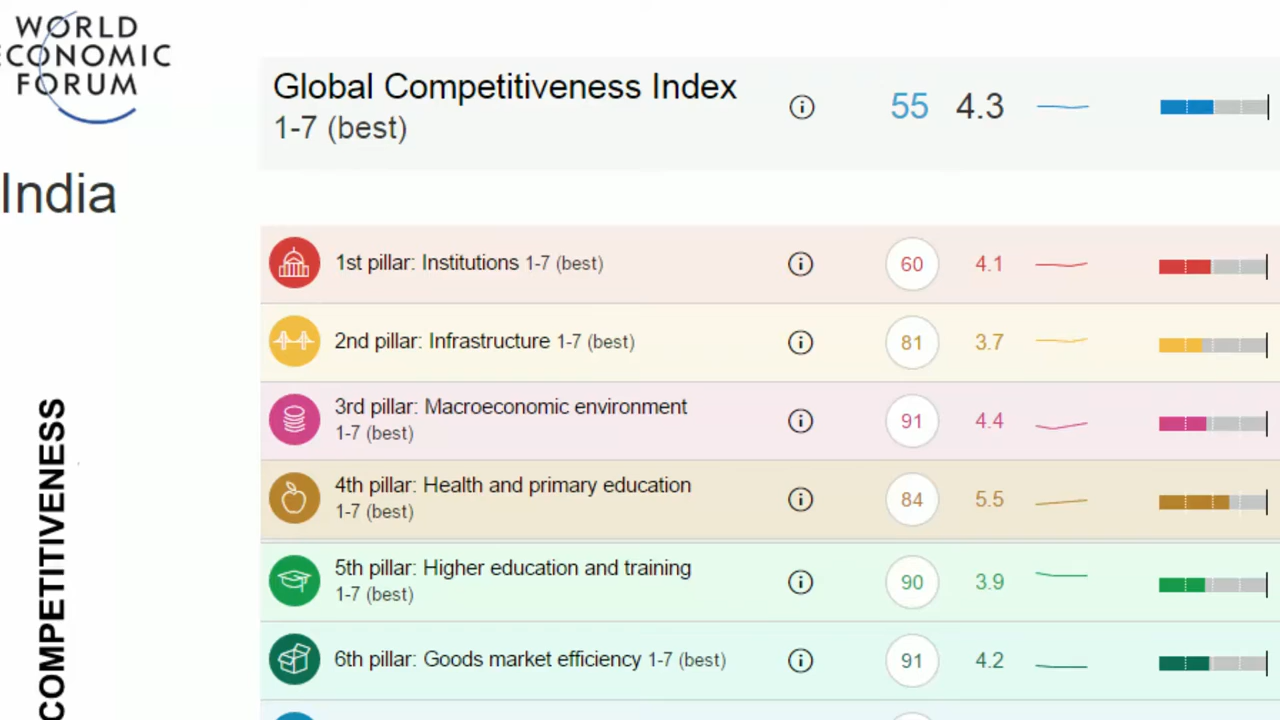 WORLD
ECONOMIC
FORUM
India
COMPETITIVENESS
Global Competitiveness Index
1-7 (best)
i 55 4.3
1st pillar: Institutions 1-7 (best) i 60 4.1
2nd pillar: Infrastructure 1-7 (best) i 81 3.7
3rd pillar: Macroeconomic environment
1-7 (best) i 91 4.4
4th pillar: Health and primary education
1-7 (best) i 84 5.5
5th pillar: Higher education and training
1-7 (best) i 90 3.9
6th pillar: Goods market efficiency 1-7 (best) i 91 4.2